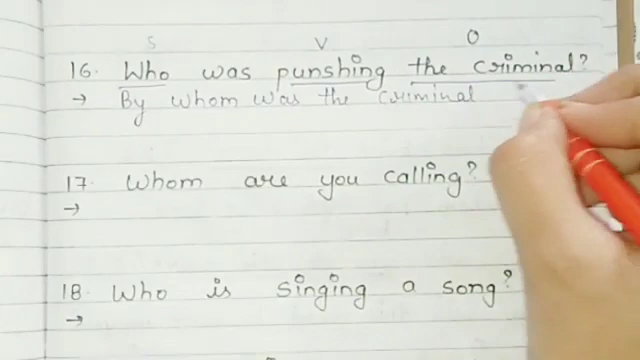 S V O
16. Who was punshing the criminal?
→ By whom was the criminal
17. Whom are you calling?
→
18. Who is singing a song?
→